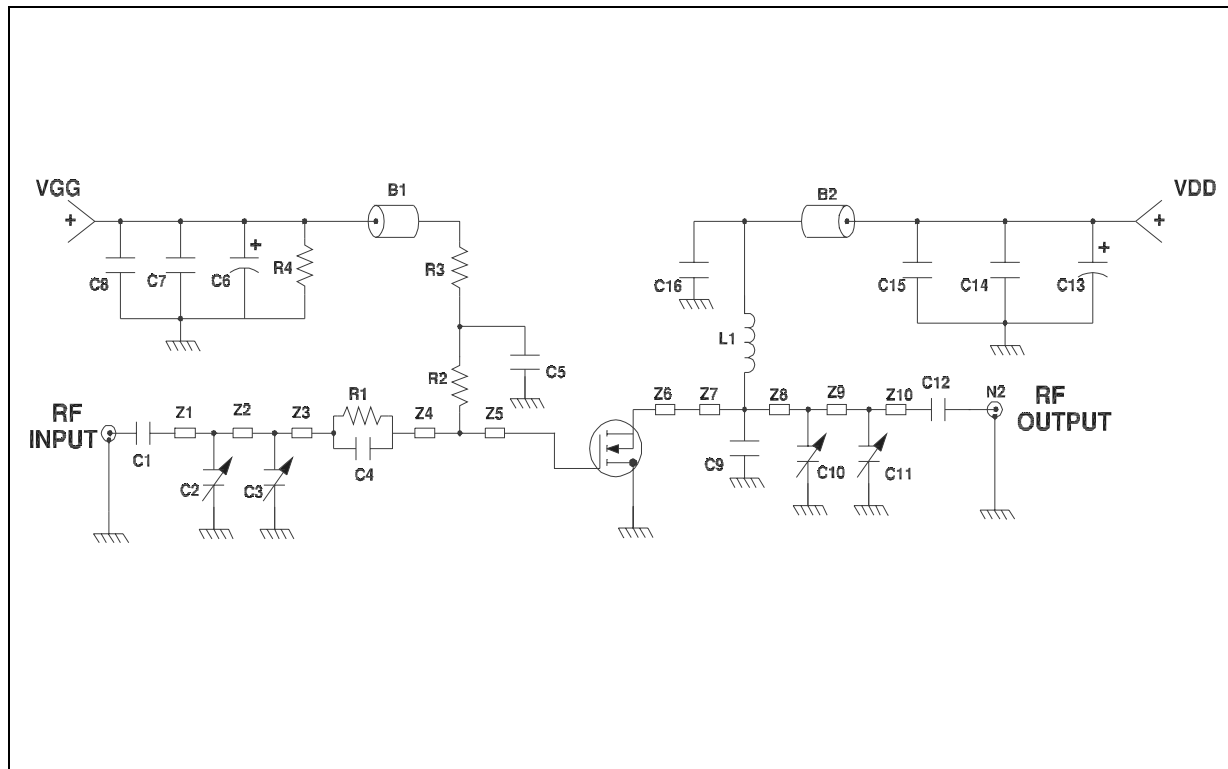 B1
B2
VGG
VDD
+
+
+
+
C8
C7
C6
R4
R3
C16
C15
C14
C13
L1
R2
C5
RF
INPUT
Z1
Z2
Z3
R1
Z4
Z5
Z6
Z7
Z8
Z9
Z10
C12
N2
RF
OUTPUT
C1
C2
C3
C4
C9
C10
C11